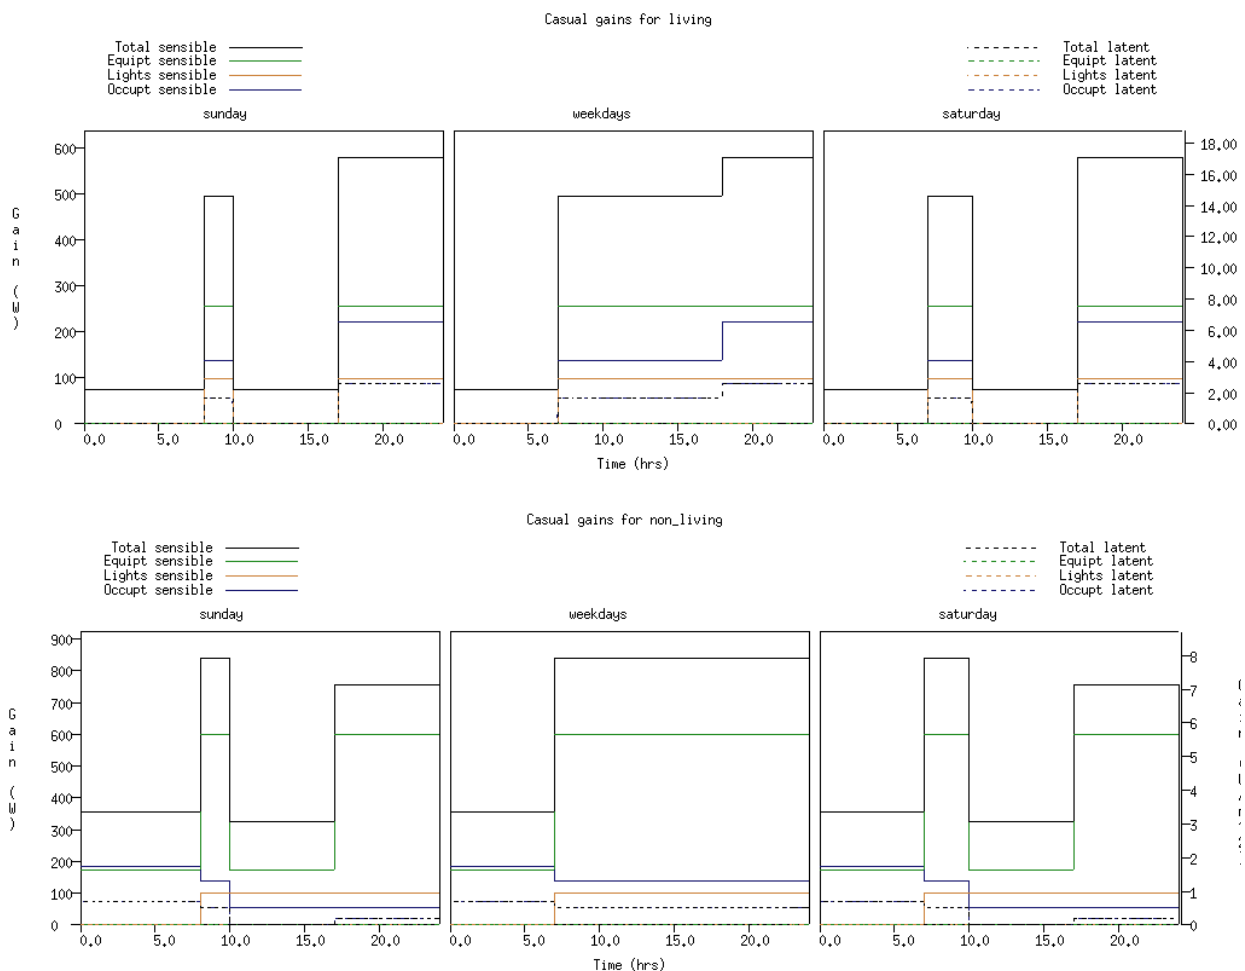 Casual gains for living
Total sensible
Equipt sensible
Lights sensible
Occupt sensible
Total latent
Equipt latent
Lights latent
Occupt latent
sunday weekdays saturday
600
500
400
300
200
100
0
Gain (W)
18.00
16.00
14.00
12.00
10.00
8.00
6.00
4.00
2.00
0.00
0.0 5.0 10.0 15.0 20.0 0.0 5.0 10.0 15.0 20.0 0.0 5.0 10.0 15.0 20.0
Time (hrs)
Casual gains for non_living
Total sensible
Equipt sensible
Lights sensible
Occupt sensible
Total latent
Equipt latent
Lights latent
Occupt latent
sunday weekdays saturday
900
800
700
600
500
400
300
200
100
0
Gain (W)
8
7
6
5
4
3
2
1
0
0.0 5.0 10.0 15.0 20.0 0.0 5.0 10.0 15.0 20.0 0.0 5.0 10.0 15.0 20.0
Time (hrs)